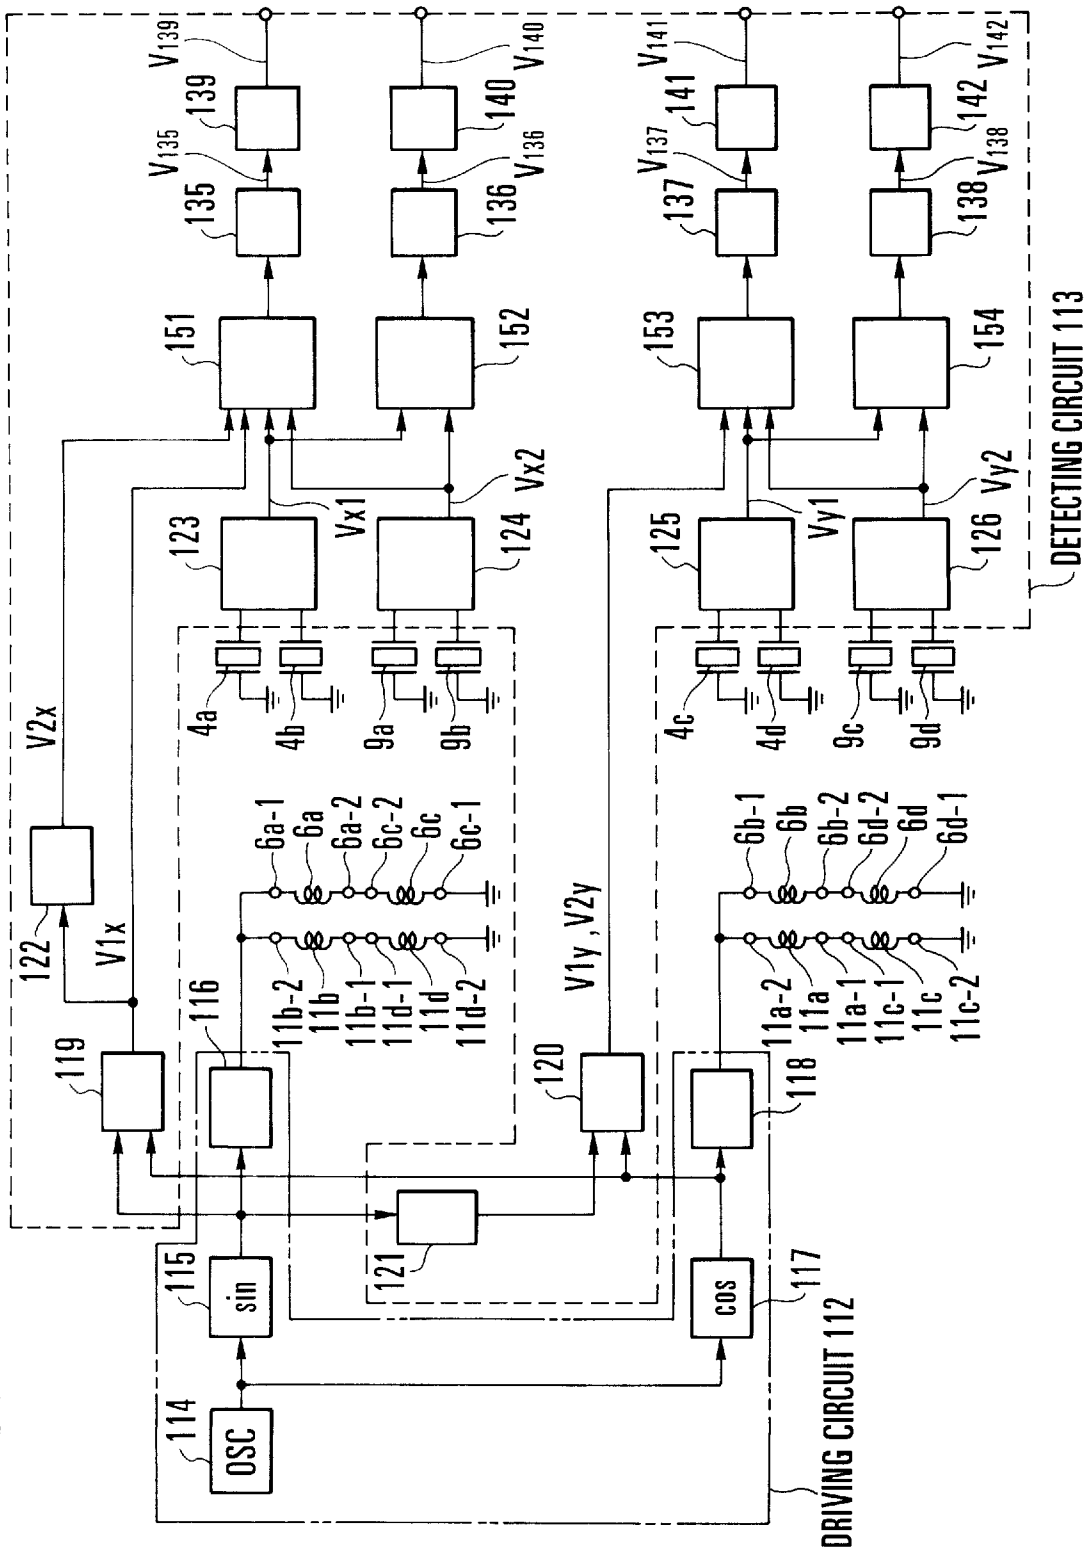 V139
V140
V141
V142
139
140
141
142
V135
V136
V137
V138
135
136
137
138
151
152
153
154
Vx1
Vx2
Vy1
Vy2
123
124
125
126
4a
4b
9a
9b
4c
4d
9c
9d
V2x
122
V1x
119
V1y , V2y
120
116
6a-1
6a
6a-2
6c-2
6c
6c-1
11b-2
11b
11b-1
11d-1
11d
11d-2
6b-1
6b
6b-2
6d-2
6d
6d-1
11a-2
11a
11a-1
11c-1
11c
11c-2
118
121
115
sin
117
cos
114
OSC
DRIVING CIRCUIT 112
DETECTING CIRCUIT 113